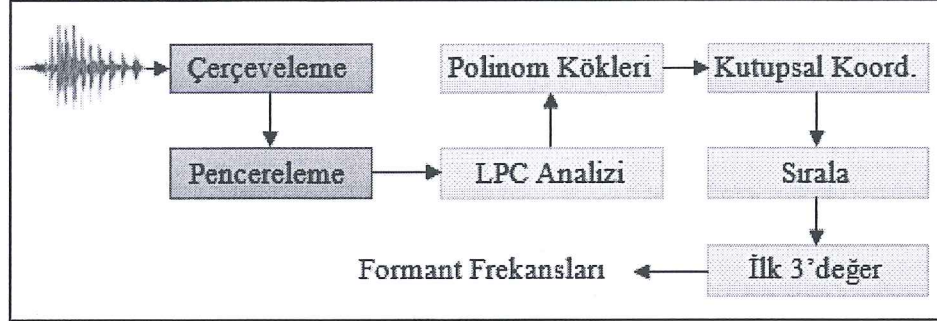 Çerçeveleme
Pencereleme
LPC Analizi
Polinom Kökleri
Kutupsal Koord.
Sırala
İlk 3'değer
Formant Frekansları